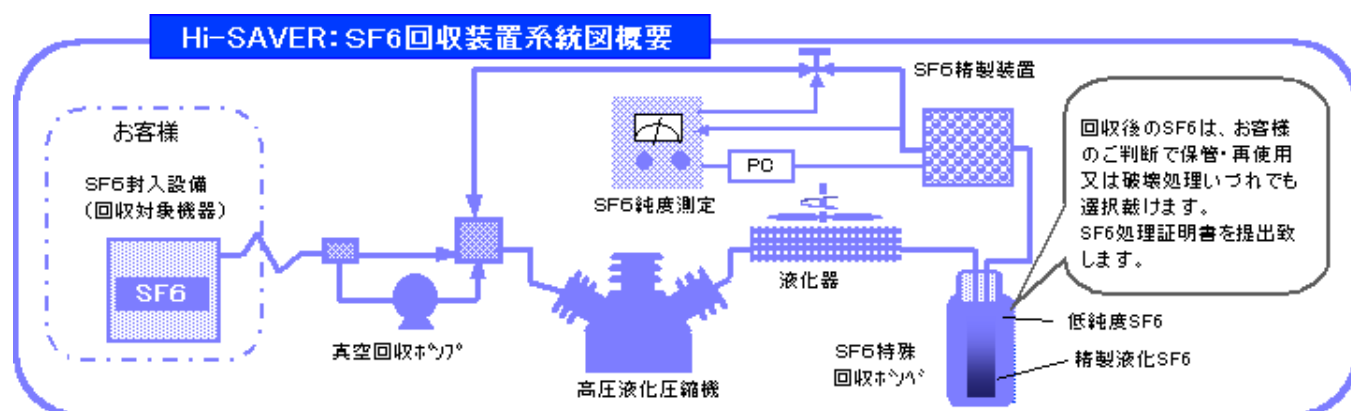 Hi-SAVER:SF6回収装置系統図概要
お客様
SF6封入設備
(回収対象機器)
SF6
真空回収ポンプ
高圧液化圧縮機
SF6純度測定
PC
液化器
SF6精製装置
回収後のSF6は、お客様
のご判断で保管・再使用
又は破壊処理いづれでも
選択戴けます。
SF6処理証明書を提出致
します。
SF6特殊
回収ボンベ
低純度SF6
精製液化SF6